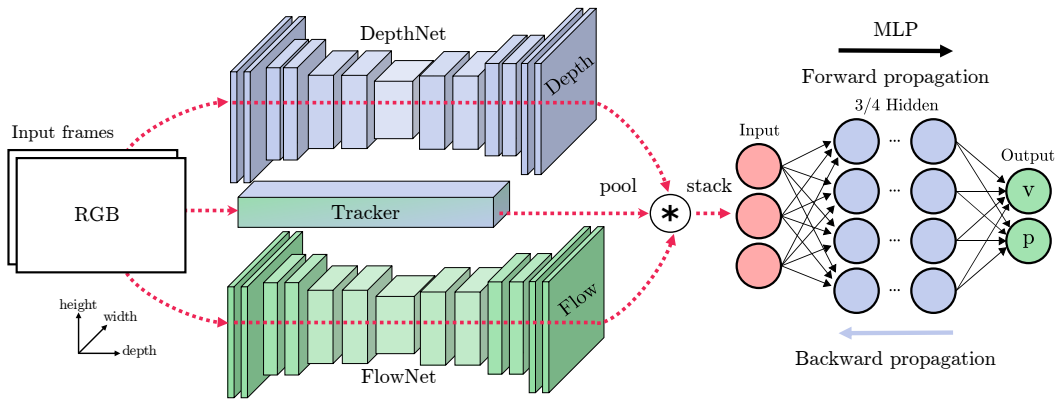 DepthNet
MLP
Forward propagation
Depth
3/4 Hidden
Input frames
Input
...
...
Output
RGB
pool
stack
v
Tracker
*
...
...
p
Flow
height
width
depth
FlowNet
Backward propagation